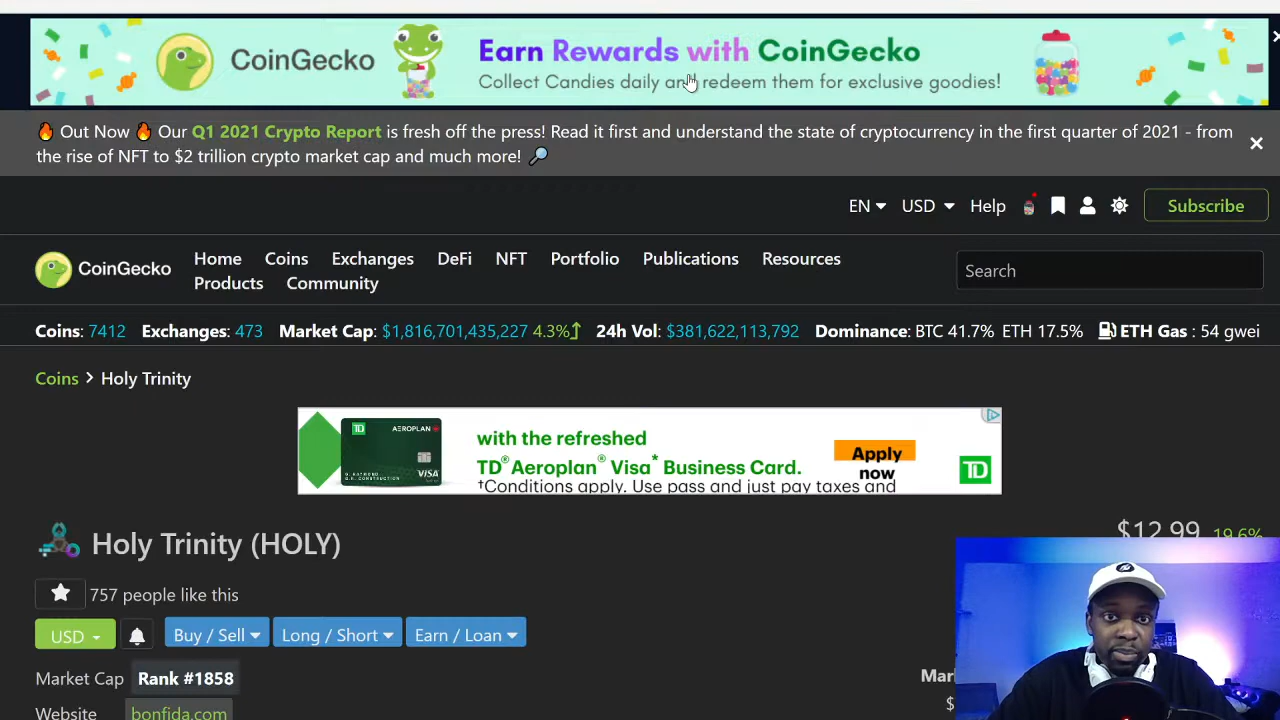 CoinGecko
Earn Rewards with CoinGecko
Collect Candies daily and redeem them for exclusive goodies!
🔥 Out Now 🔥 Our Q1 2021 Crypto Report is fresh off the press! Read it first and understand the state of cryptocurrency in the first quarter of 2021 - from
the rise of NFT to $2 trillion crypto market cap and much more! 🔎
EN USD Help Subscribe
CoinGecko
Home Coins Exchanges DeFi NFT Portfolio Publications Resources
Products Community
Search
Coins: 7412 Exchanges: 473 Market Cap: $1,816,701,435,227 4.3% 24h Vol: $381,622,113,792 Dominance: BTC 41.7% ETH 17.5% ETH Gas : 54 gwei
Coins > Holy Trinity
TD AEROPLAN
VISA
with the refreshed
TD® Aeroplan® Visa* Business Card.
†Conditions apply. Use pass and just pay taxes and
Apply
now
TD
Holy Trinity (HOLY)
$12.99 19.6%
757 people like this
USD Buy / Sell Long / Short Earn / Loan
Market Cap Rank #1858
Mar
Website bonfida.com
$